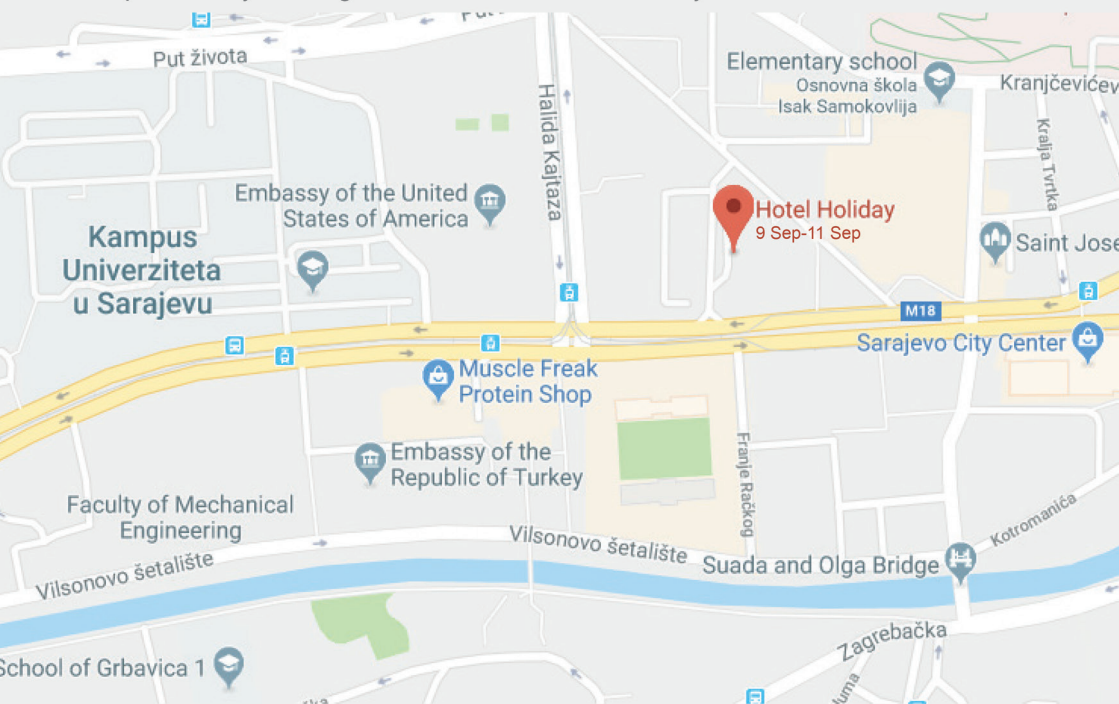 Put života
Put
Halida Kajtaza
Elementary school
Osnovna škola
Isak Samokovlija
Kralja Tvrtka
Embassy of the United
States of America
Hotel Holiday
9 Sep-11 Sep
Kampus
Univerziteta
u Sarajevu
M18
Sarajevo City Center
Muscle Freak
Protein Shop
Embassy of the
Republic of Turkey
Franje Račkog
Faculty of Mechanical
Engineering
Vilsonovo šetalište
Vilsonovo šetalište
Kotromanića
Suada and Olga Bridge
Zagrebačka
School of Grbavica 1